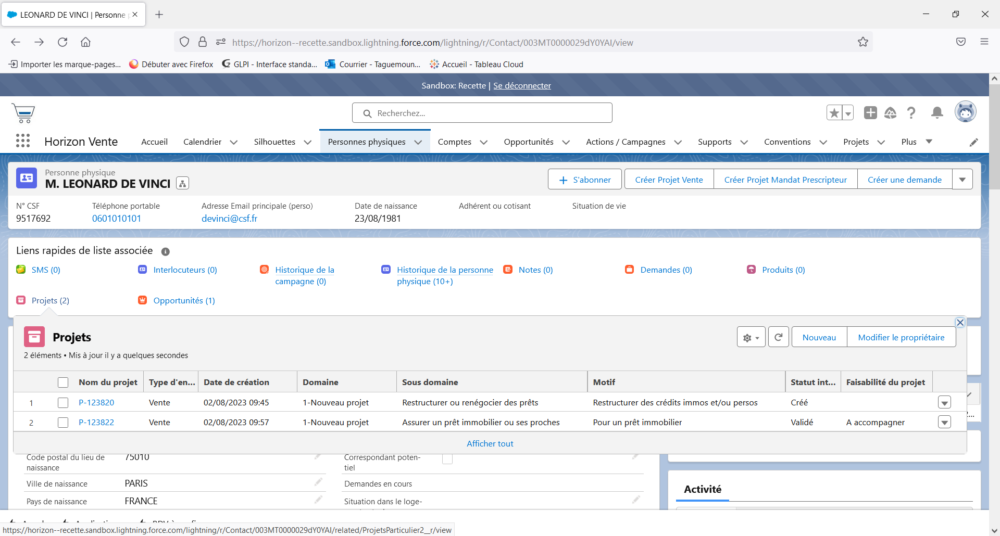 LEONARD DE VINCI | Personne
https://horizon--recette.sandbox.lightning.force.com/lightning/r/Contact/003MT0000029dY0YAI/view
Importer les marque-pages... Débuter avec Firefox GLPI - Interface standa... Courrier - Taguemoun... Accueil - Tableau Cloud
Sandbox: Recette | Se déconnecter
Recherchez...
Horizon Vente Accueil Calendrier Silhouettes Personnes physiques Comptes Opportunités Actions / Campagnes Supports Conventions Projets Plus
Personne physique
M. LEONARD DE VINCI
S'abonner Créer Projet Vente Créer Projet Mandat Prescripteur Créer une demande
N° CSF Téléphone portable Adresse Email principale (perso) Date de naissance Adhérent ou cotisant Situation de vie
9517692 0601010101 devinci@csf.fr 23/08/1981
Liens rapides de liste associée
SMS (0) Interlocuteurs (0) Historique de la campagne (0) Historique de la personne physique (10+) Notes (0) Demandes (0) Produits (0)
Projets (2) Opportunités (1)
Projets
Nouveau Modifier le propriétaire
2 éléments • Mis à jour il y a quelques secondes
Nom du projet Type d'en... Date de création Domaine Sous domaine Motif Statut int... Faisabilité du projet
1 P-123820 Vente 02/08/2023 09:45 1-Nouveau projet Restructurer ou renégocier des prêts Restructurer des crédits immos et/ou persos Créé
2 P-123822 Vente 02/08/2023 09:57 1-Nouveau projet Assurer un prêt immobilier ou ses proches Pour un prêt immobilier Validé A accompagner
Afficher tout
Code postal du lieu de naissance 75010 Correspondant poten-
tiel
Ville de naissance PARIS Demandes en cours
Pays de naissance FRANCE Situation dans le loge-
Activité
https://horizon--recette.sandbox.lightning.force.com/lightning/r/Contact/003MT0000029dY0YAI/related/ProjetsParticulier2__r/view